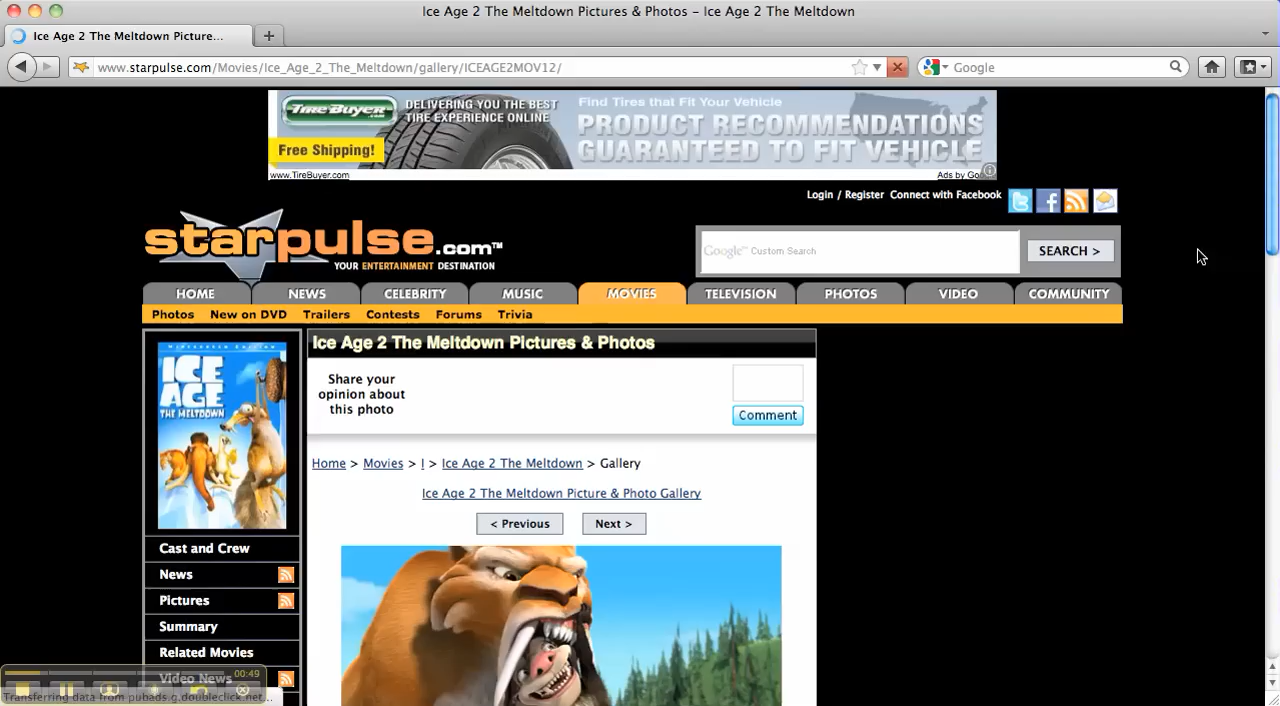 Ice Age 2 The Meltdown Pictures & Photos – Ice Age 2 The Meltdown
Ice Age 2 The Meltdown Picture...
www.starpulse.com/Movies/Ice_Age_2_The_Meltdown/gallery/ICEAGE2MOV12/
Google
TIREBUYER.com
DELIVERING YOU THE BEST
TIRE EXPERIENCE ONLINE
Free Shipping!
www.TireBuyer.com
Find Tires that Fit Your Vehicle
PRODUCT RECOMMENDATIONS
GUARANTEED TO FIT VEHICLE
Ads by Goo
Login / Register Connect with Facebook
starpulse.com™
YOUR ENTERTAINMENT DESTINATION
Google™ Custom Search
SEARCH >
HOME NEWS CELEBRITY MUSIC MOVIES TELEVISION PHOTOS VIDEO COMMUNITY
Photos New on DVD Trailers Contests Forums Trivia
WIDESCREEN EDITION
ICE AGE
THE MELTDOWN
Cast and Crew
News
Pictures
Summary
Related Movies
Video News
Ice Age 2 The Meltdown Pictures & Photos
Share your
opinion about
this photo
Comment
Home > Movies > I > Ice Age 2 The Meltdown > Gallery
Ice Age 2 The Meltdown Picture & Photo Gallery
< Previous Next >
00:49
Transferring data from pubads.g.doubleclick.net...